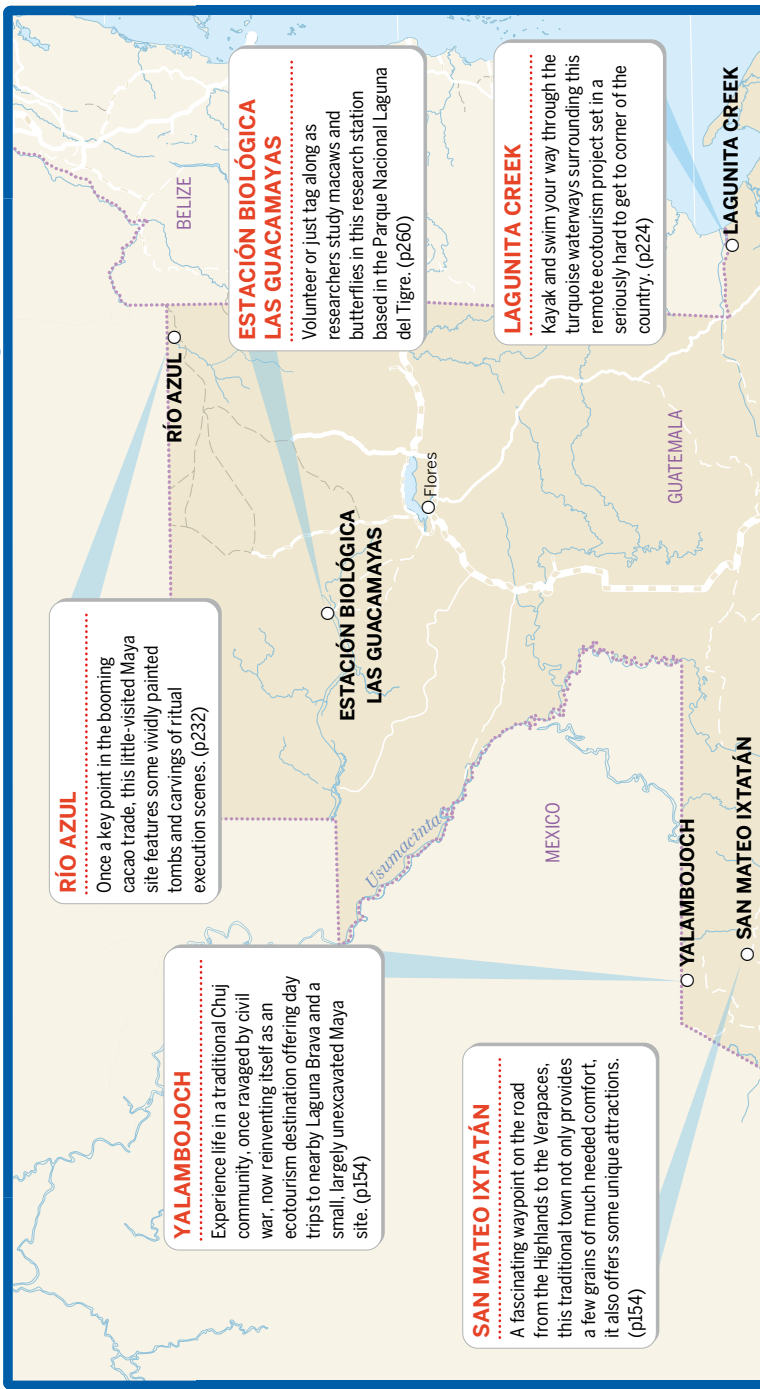 RÍO AZUL
Once a key point in the booming
cacao trade, this little-visited Maya
site features some vividly painted
tombs and carvings of ritual
execution scenes. (p232)
YALAMBOJOCH
Experience life in a traditional Chuj
community, once ravaged by civil
war, now reinventing itself as an
ecotourism destination offering day
trips to nearby Laguna Brava and a
small, largely unexcavated Maya
site. (p154)
SAN MATEO IXTATÁN
A fascinating waypoint on the road
from the Highlands to the Verapaces,
this traditional town not only provides
a few grains of much needed comfort,
it also offers some unique attractions.
(p154)
ESTACIÓN BIOLÓGICA
LAS GUACAMAYAS
Volunteer or just tag along as
researchers study macaws and
butterflies in this research station
based in the Parque Nacional Laguna
del Tigre. (p260)
LAGUNITA CREEK
Kayak and swim your way through the
turquoise waterways surrounding this
remote ecotourism project set in a
seriously hard to get to corner of the
country. (p224)
BELIZE
RÍO AZUL
ESTACIÓN BIOLÓGICA
LAS GUACAMAYAS
Flores
Usumacinta
MEXICO
GUATEMALA
YALAMBOJOCH
SAN MATEO IXTATÁN
LAGUNITA CREEK